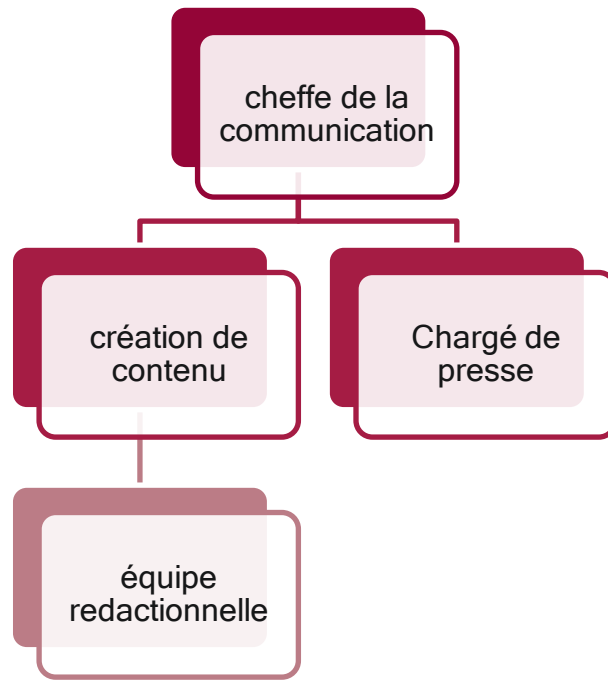 cheffe de la
communication
création de
contenu
Chargé de
presse
équipe
redactionnelle